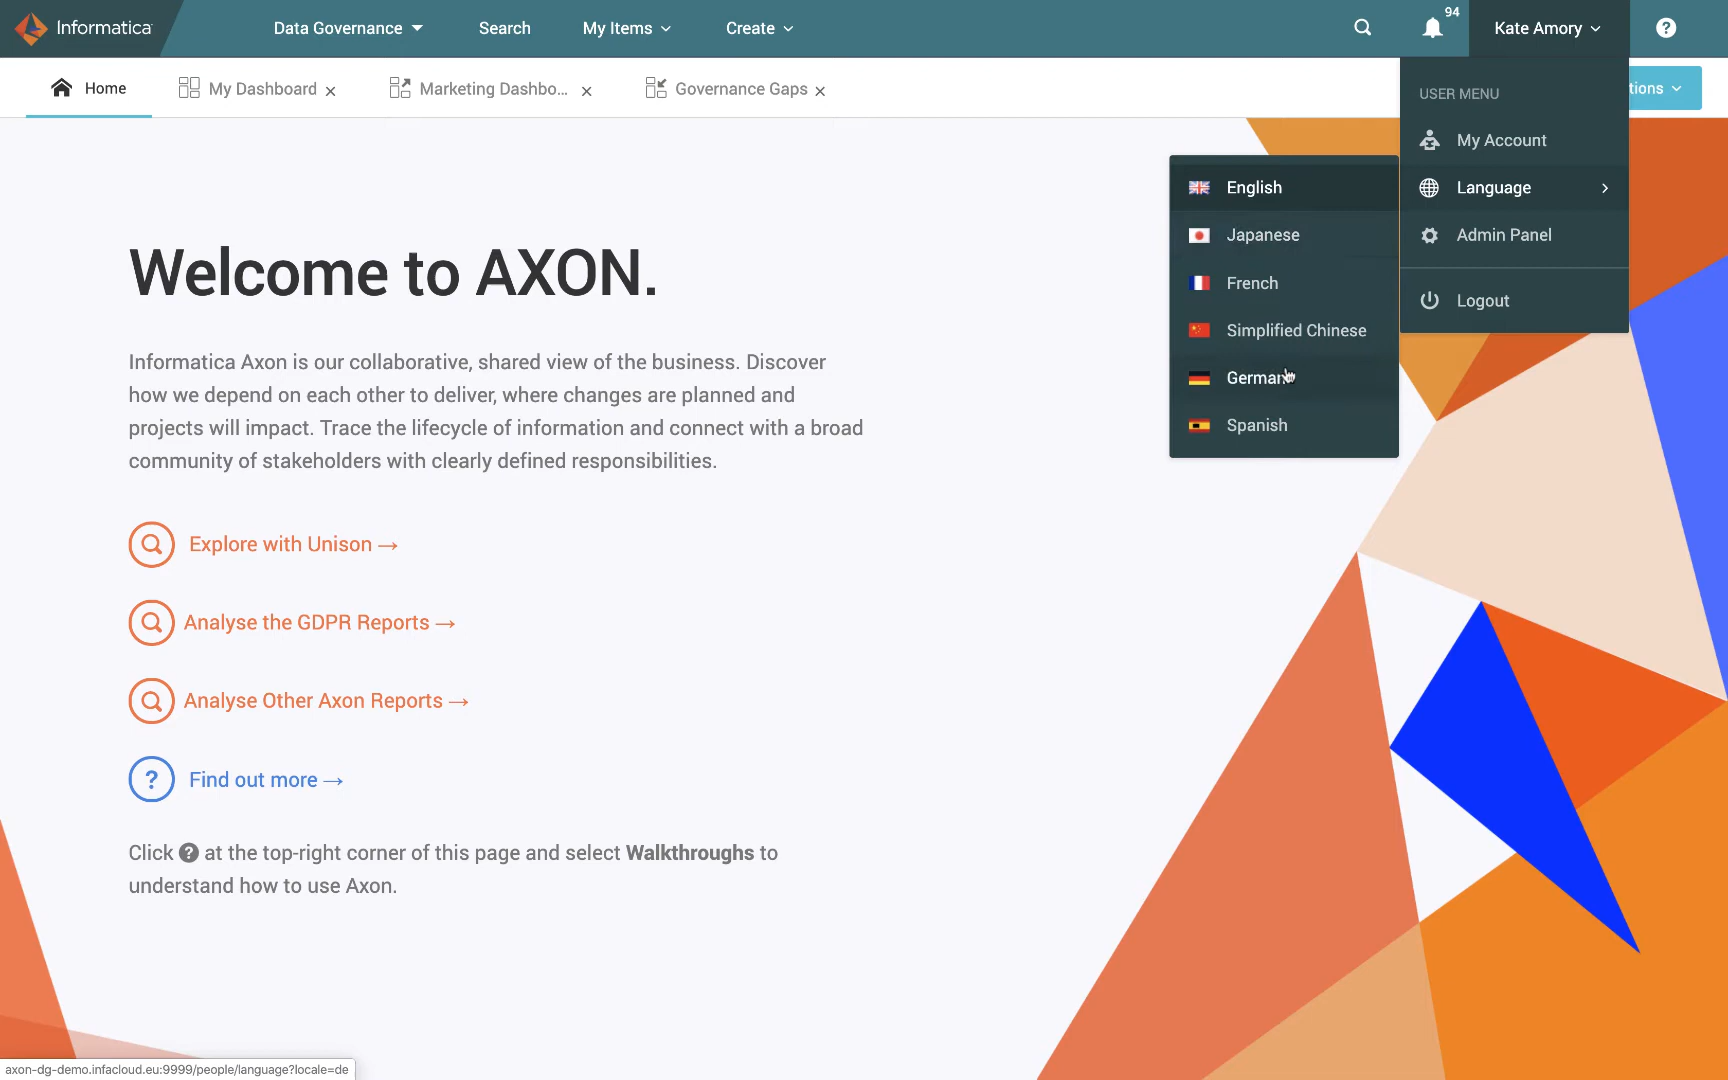 Informatica
Data Governance
Search
My Items
Create
94
Kate Amory
?
Home
My Dashboard
Marketing Dashbo...
Governance Gaps
tions
USER MENU
My Account
Language
Admin Panel
Logout
English
Japanese
French
Simplified Chinese
German
Spanish
Welcome to AXON.
Informatica Axon is our collaborative, shared view of the business. Discover
how we depend on each other to deliver, where changes are planned and
projects will impact. Trace the lifecycle of information and connect with a broad
community of stakeholders with clearly defined responsibilities.
Explore with Unison →
Analyse the GDPR Reports →
Analyse Other Axon Reports →
? Find out more →
Click ? at the top-right corner of this page and select Walkthroughs to
understand how to use Axon.
axon-dg-demo.infacloud.eu:9999/people/language?locale=de